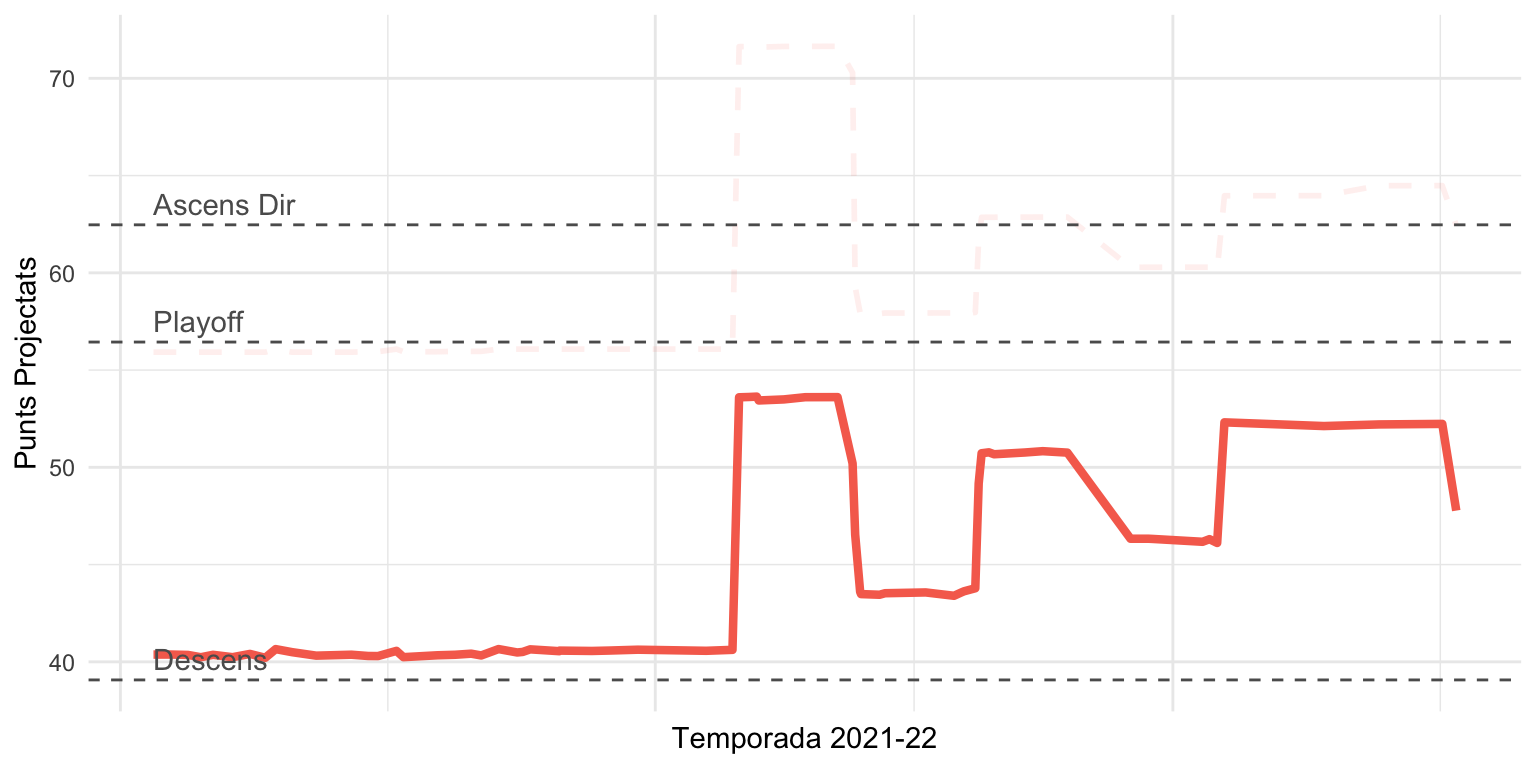 70
Ascens Dir
60
Playoff
Punts Projectats
50
Descens
40
Temporada 2021-22